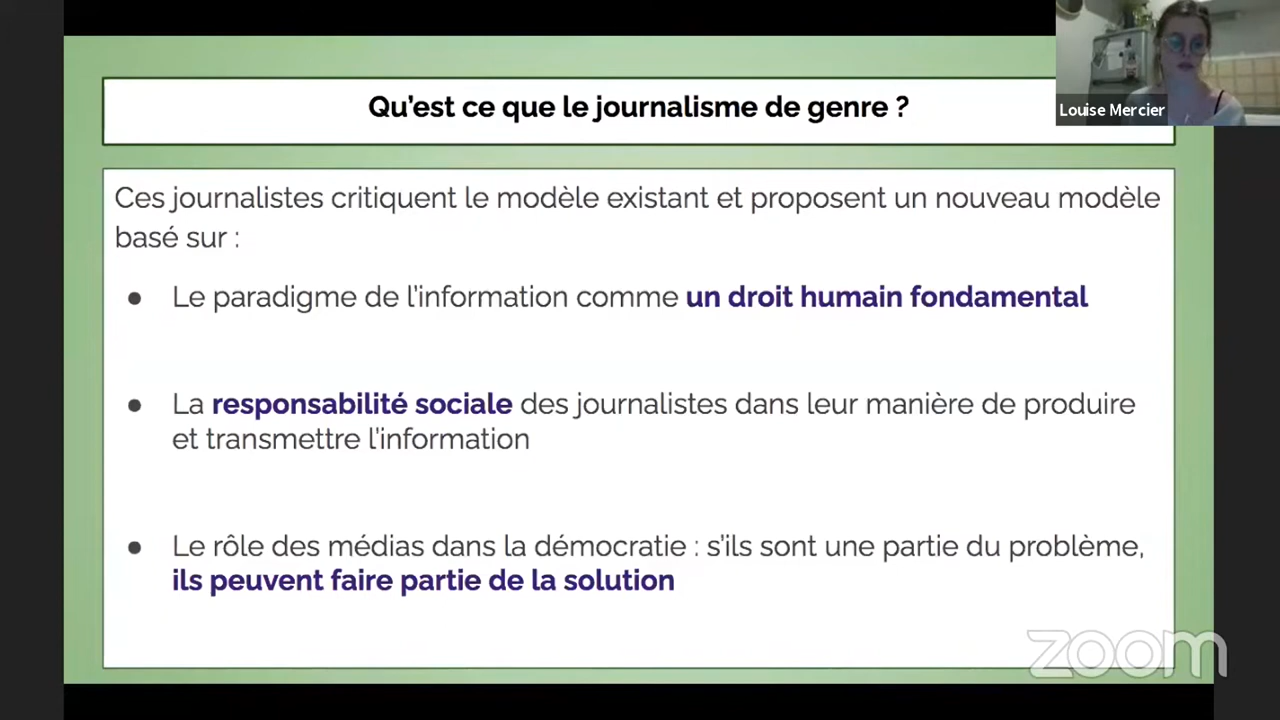 Qu'est ce que le journalisme de genre ?
Louise Mercier
Ces journalistes critiquent le modèle existant et proposent un nouveau modèle
basé sur :
● Le paradigme de l'information comme un droit humain fondamental
● La responsabilité sociale des journalistes dans leur manière de produire
et transmettre l'information
● Le rôle des médias dans la démocratie : s'ils sont une partie du problème,
ils peuvent faire partie de la solution
zoom